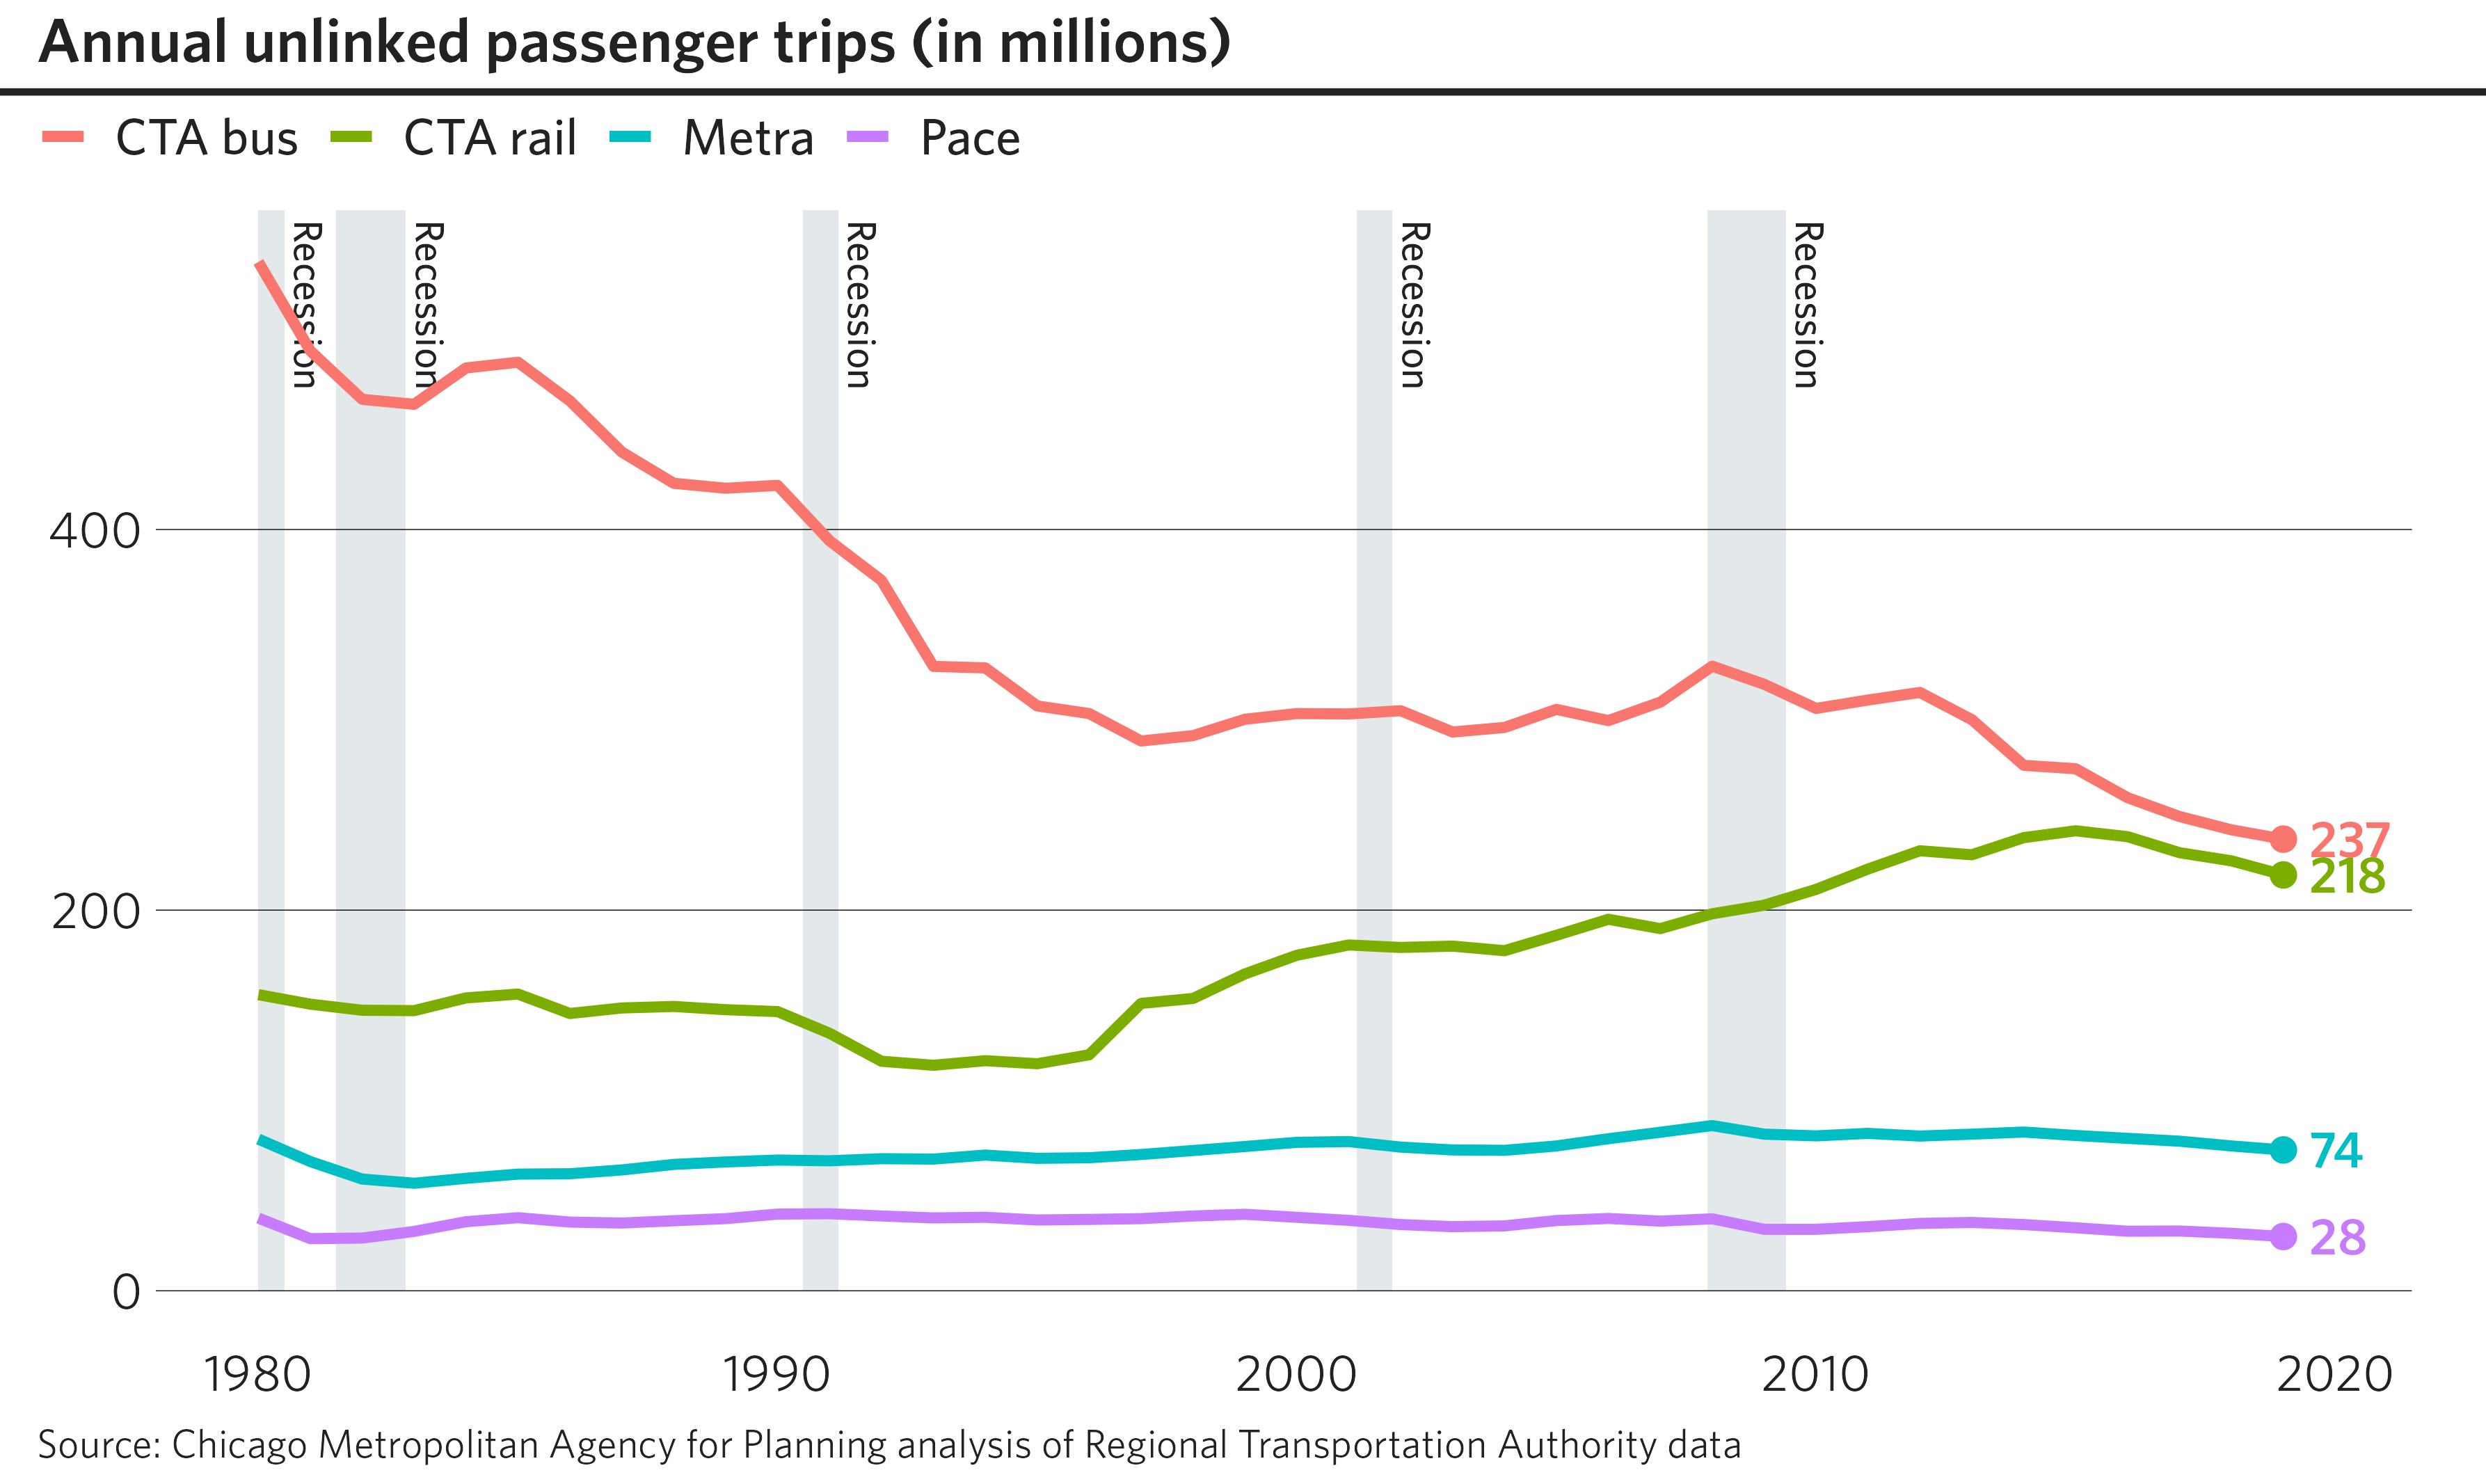 Annual unlinked passenger trips (in millions)
CTA bus CTA rail Metra Pace
Recession Recession Recession Recession Recession
400
237
218
200
74
28
0
1980 1990 2000 2010 2020
Source: Chicago Metropolitan Agency for Planning analysis of Regional Transportation Authority data